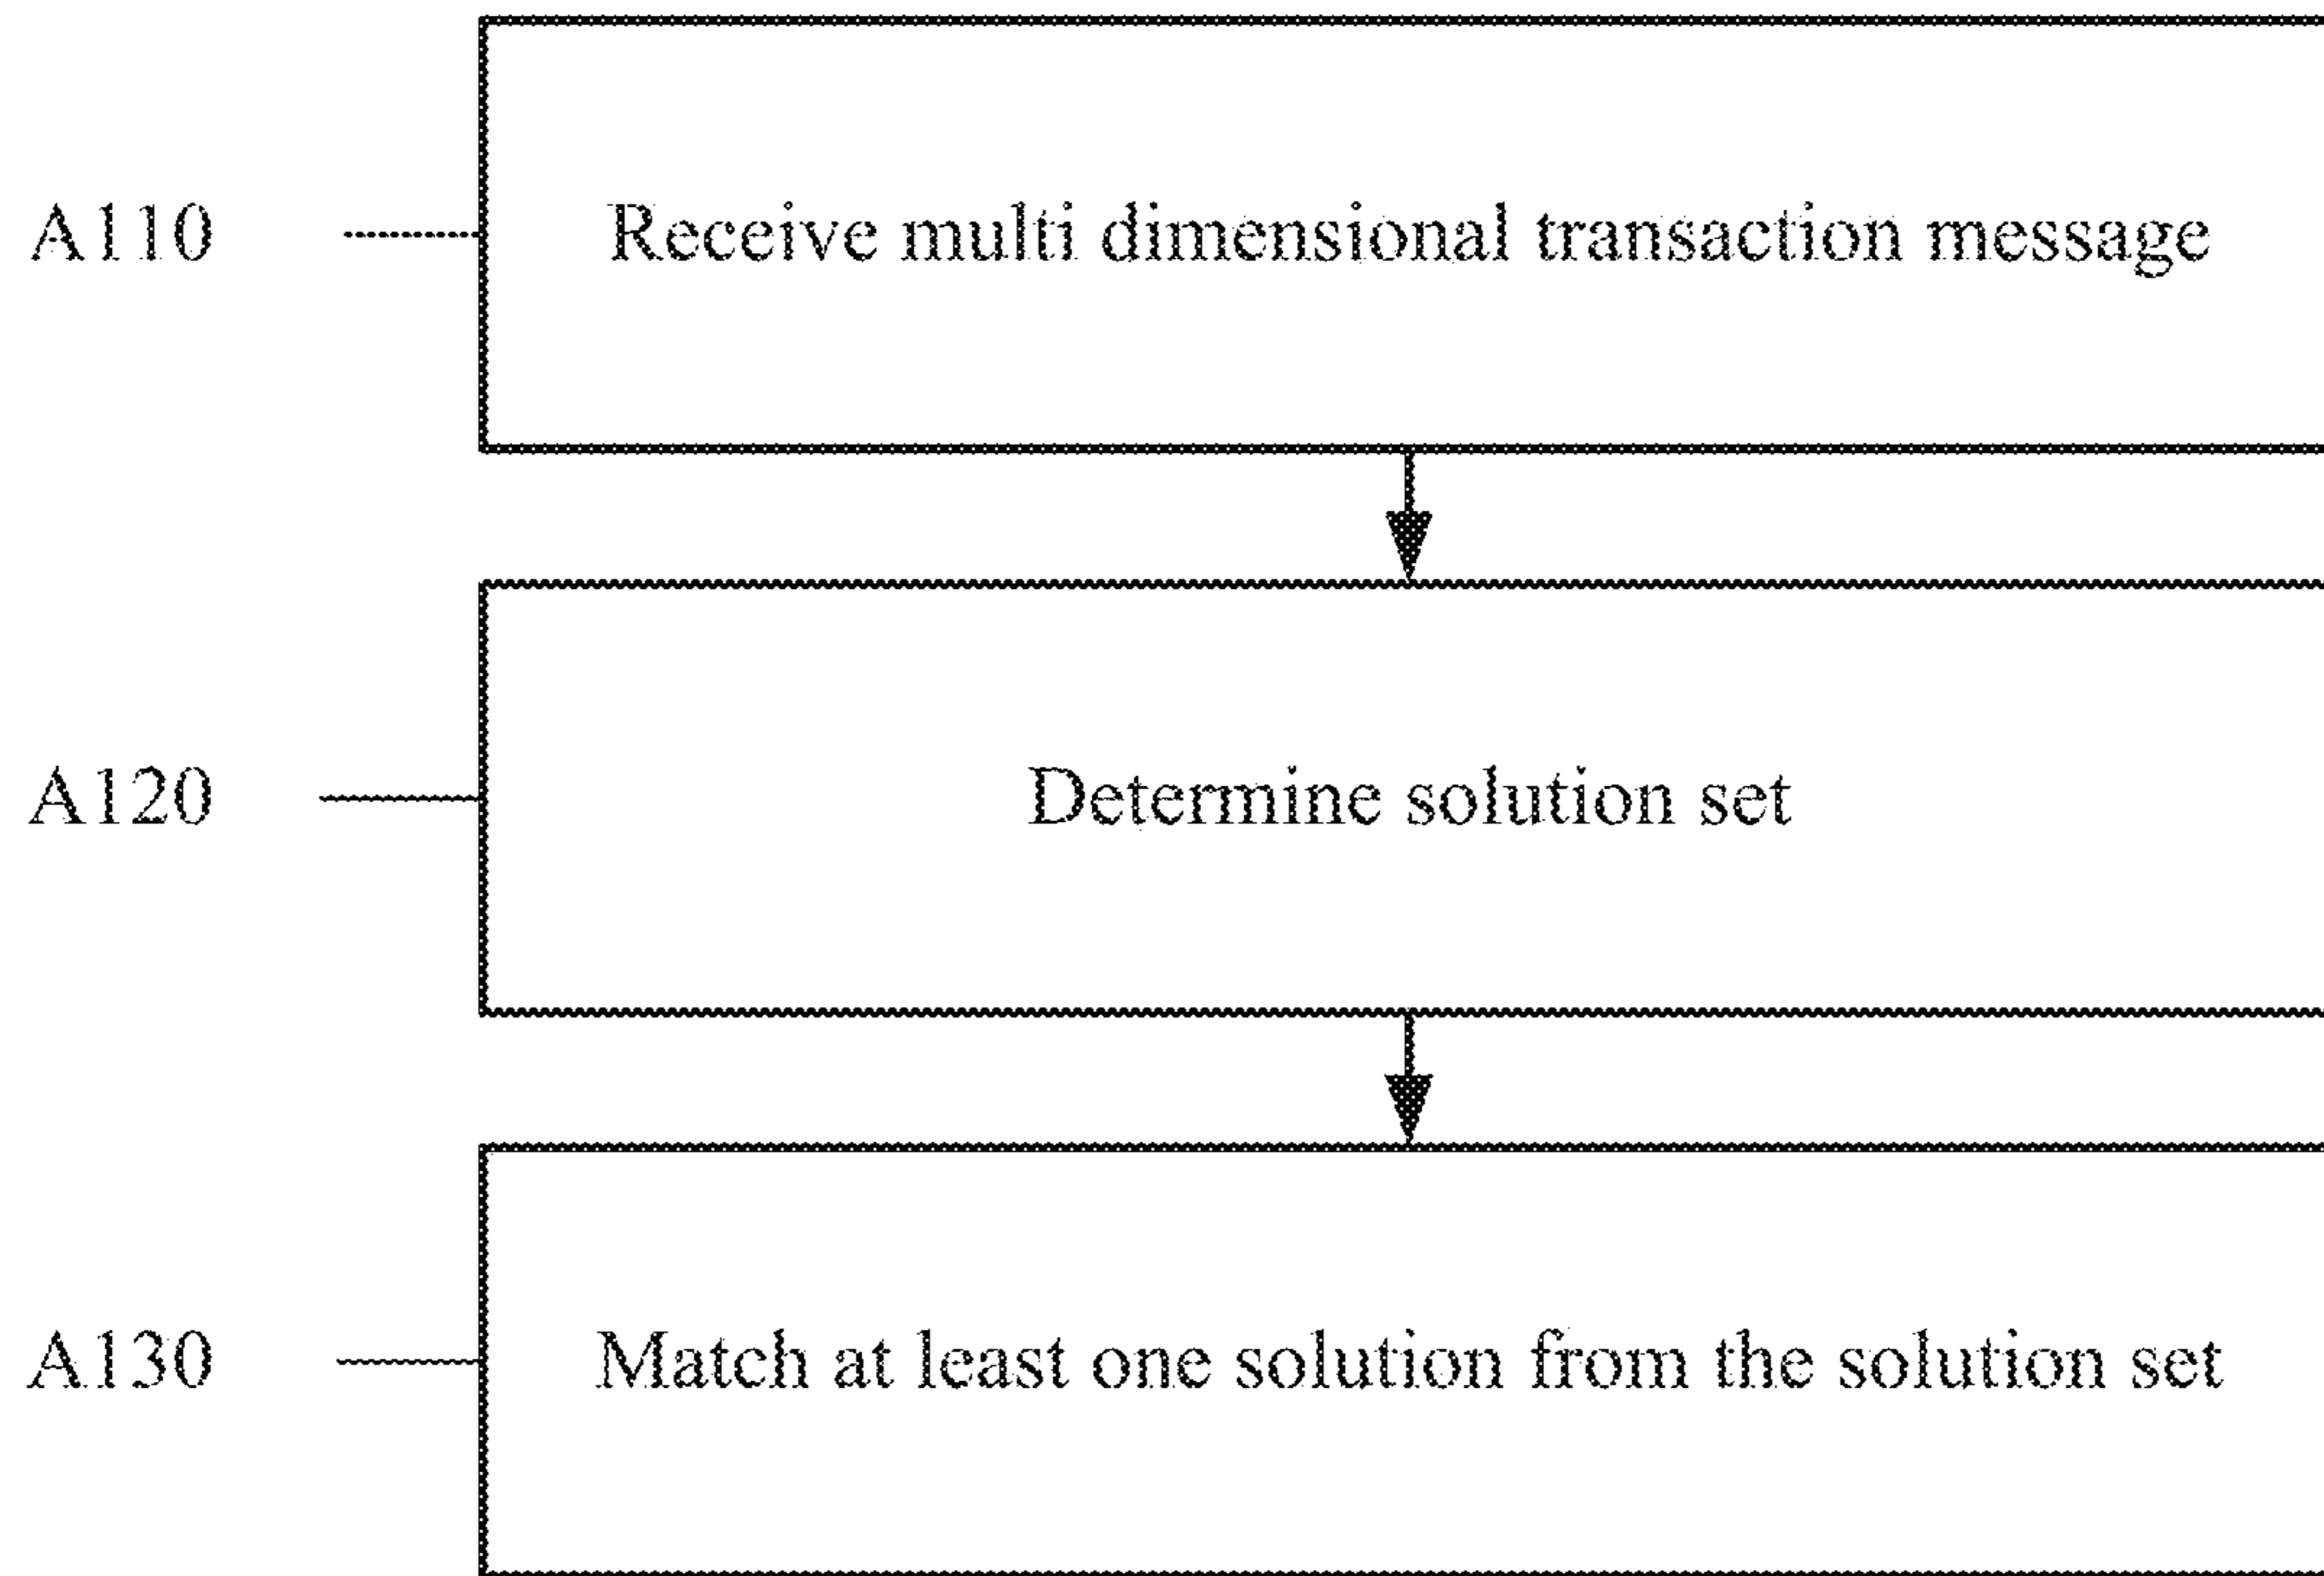 A110
Receive multi dimensional transaction message
A120
Determine solution set
A130
Match at least one solution from the solution set